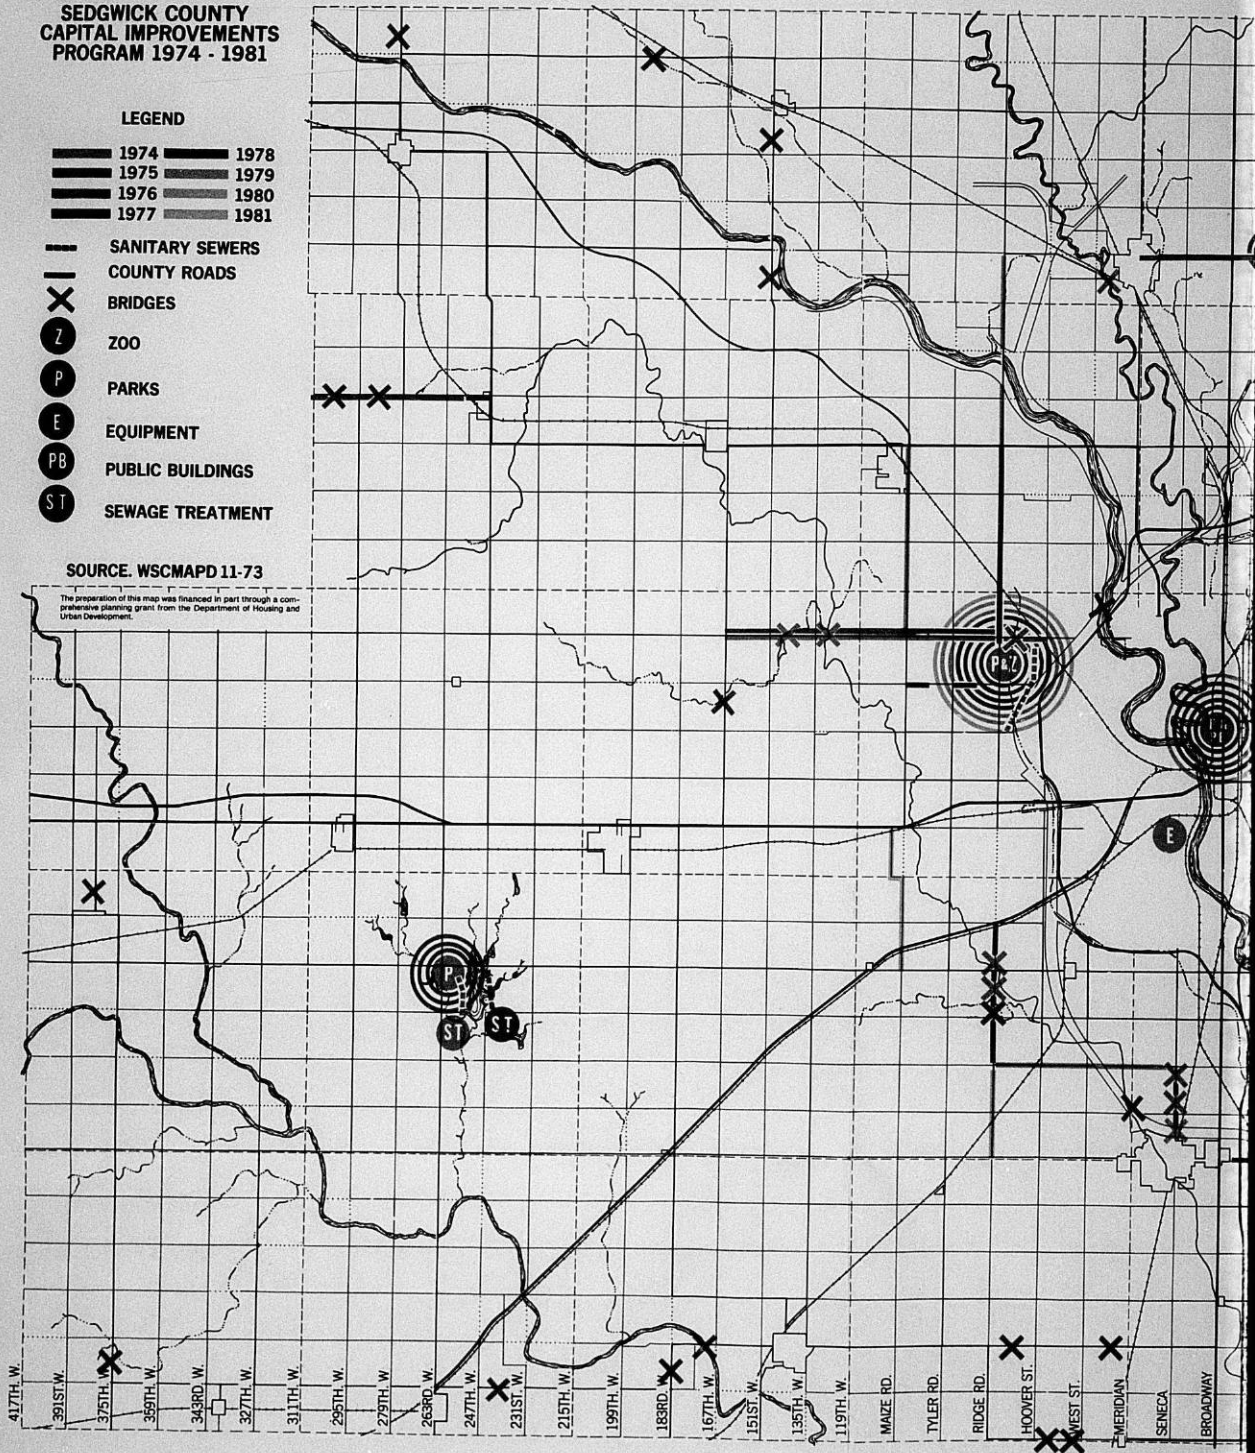 SEDGWICK COUNTY
CAPITAL IMPROVEMENTS
PROGRAM 1974 - 1981
LEGEND
1974 1978
1975 1979
1976 1980
1977 1981
SANITARY SEWERS
COUNTY ROADS
BRIDGES
Z ZOO
P PARKS
E EQUIPMENT
PB PUBLIC BUILDINGS
ST SEWAGE TREATMENT
SOURCE. WSCMAPD 11-73
The preparation of this map was financed in part through a com-
prehensive planning grant from the Department of Housing and
Urban Development.
P&Z
E
P
ST
ST
417TH. W.
391ST. W.
375TH. W.
359TH. W.
343RD. W.
327TH. W.
311TH. W.
295TH. W.
279TH. W.
263RD. W.
247TH. W.
231ST. W.
215TH. W.
199TH. W.
183RD. W.
167TH. W.
151ST. W.
135TH. W.
119TH. W.
MAIZE RD.
TYLER RD.
RIDGE RD.
HOOVER ST.
WEST ST.
MERIDIAN
SENECA
BROADWAY